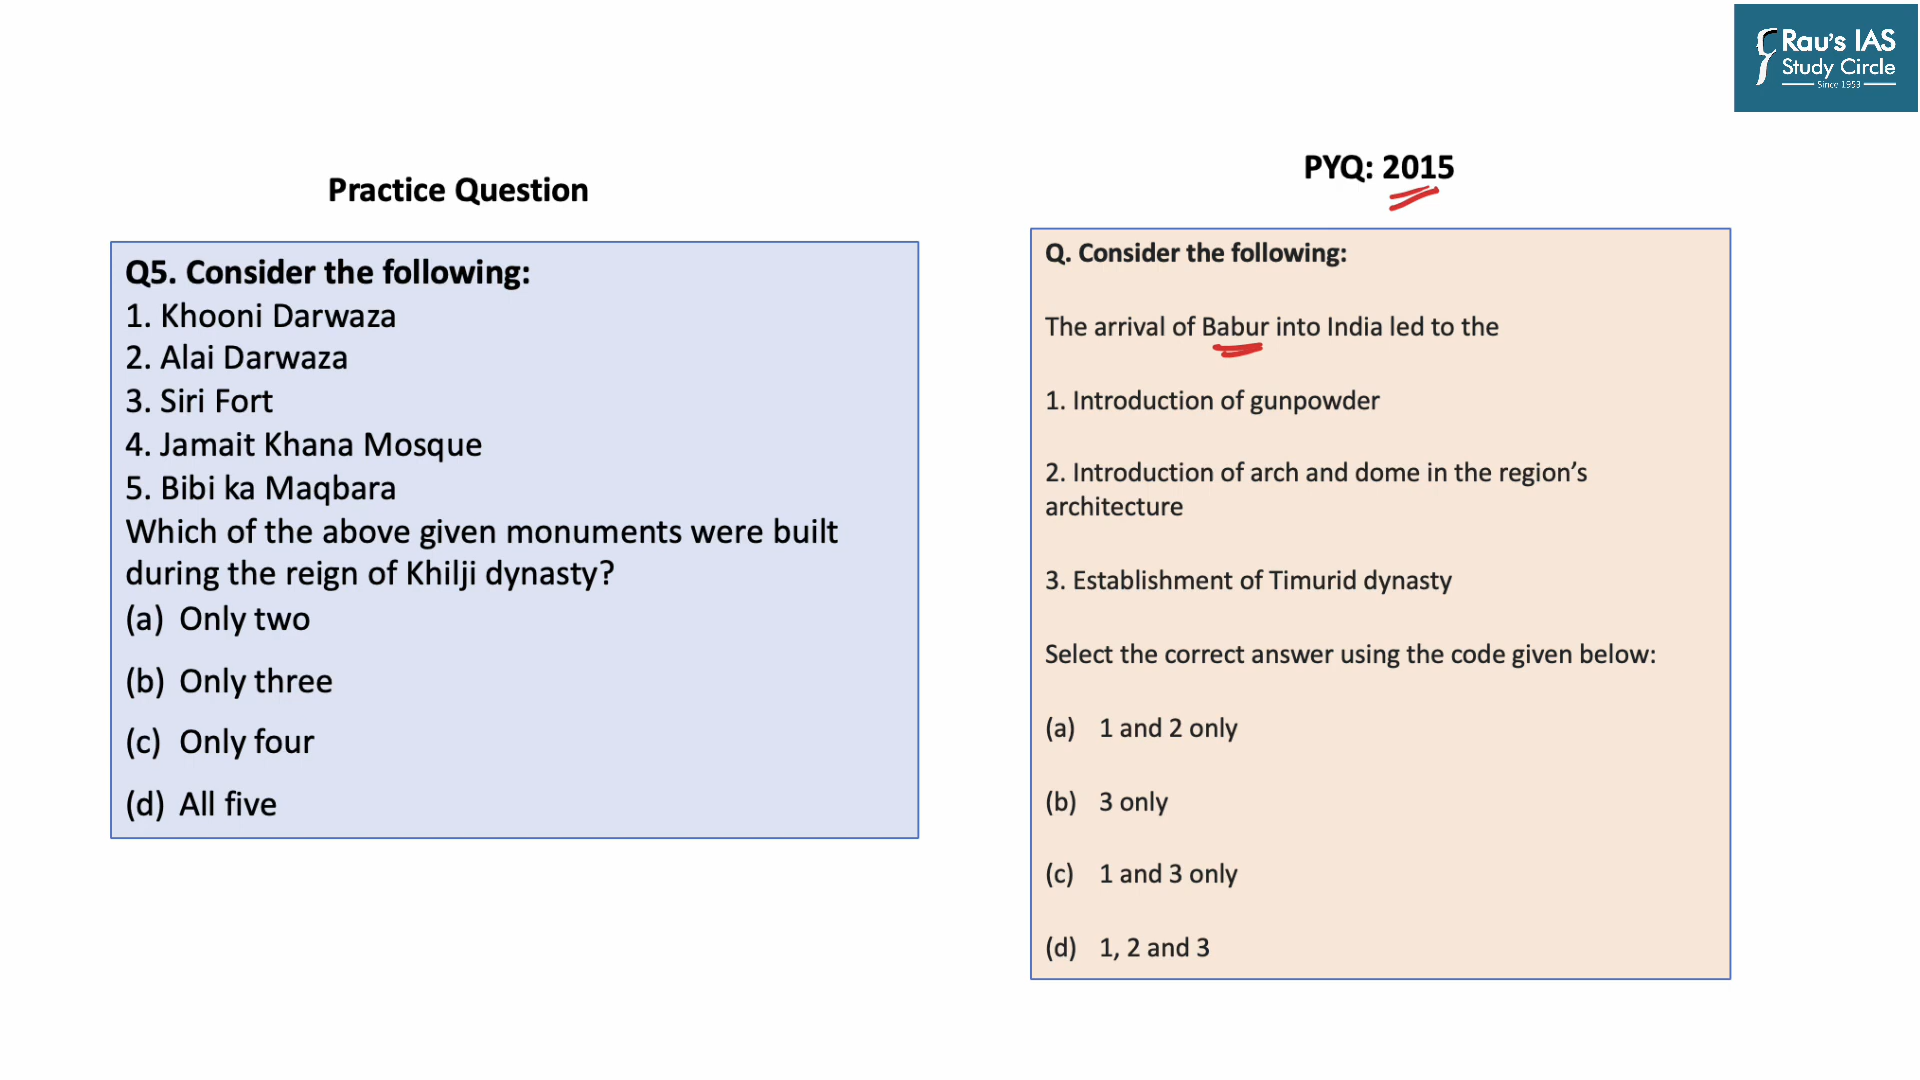 Rau's IAS
Study Circle
Since 1953
Practice Question
Q5. Consider the following:
1. Khooni Darwaza
2. Alai Darwaza
3. Siri Fort
4. Jamait Khana Mosque
5. Bibi ka Maqbara
Which of the above given monuments were built
during the reign of Khilji dynasty?
(a) Only two
(b) Only three
(c) Only four
(d) All five
PYQ: 2015
Q. Consider the following:
The arrival of Babur into India led to the
1. Introduction of gunpowder
2. Introduction of arch and dome in the region's
architecture
3. Establishment of Timurid dynasty
Select the correct answer using the code given below:
(a) 1 and 2 only
(b) 3 only
(c) 1 and 3 only
(d) 1, 2 and 3